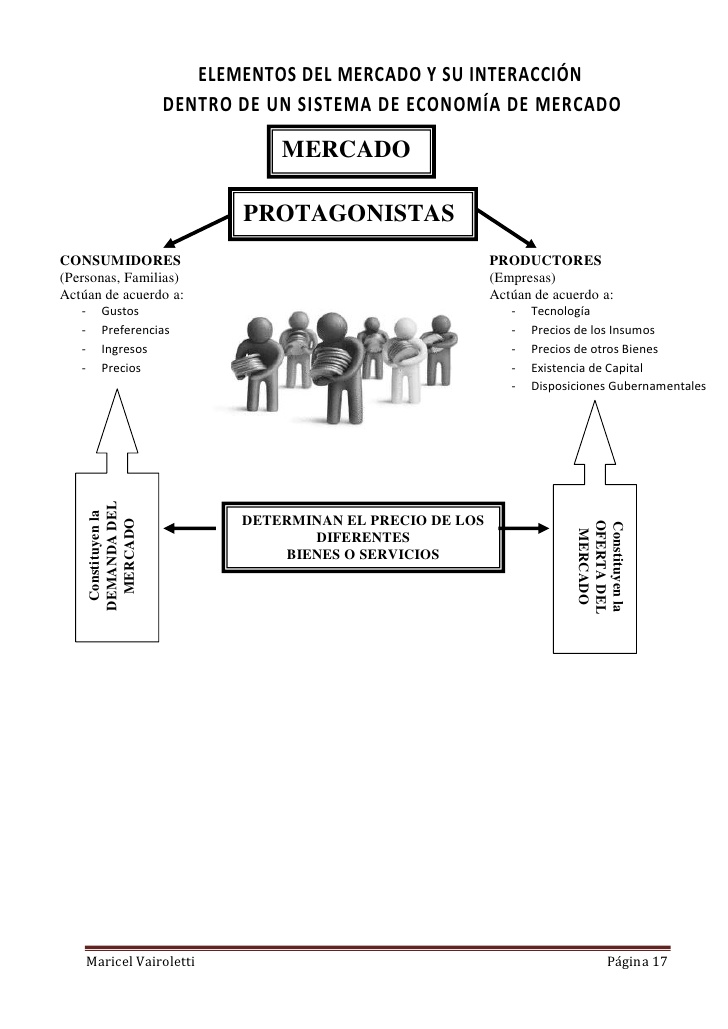 ELEMENTOS DEL MERCADO Y SU INTERACCIÓN
DENTRO DE UN SISTEMA DE ECONOMÍA DE MERCADO
MERCADO
PROTAGONISTAS
CONSUMIDORES
(Personas, Familias)
Actúan de acuerdo a:
- Gustos
- Preferencias
- Ingresos
- Precios
PRODUCTORES
(Empresas)
Actúan de acuerdo a:
- Tecnología
- Precios de los Insumos
- Precios de otros Bienes
- Existencia de Capital
- Disposiciones Gubernamentales
Constituyen la
DEMANDA DEL
MERCADO
DETERMINAN EL PRECIO DE LOS
DIFERENTES
BIENES O SERVICIOS
Constituyen la
OFERTA DEL
MERCADO
Maricel Vairoletti
Página 17